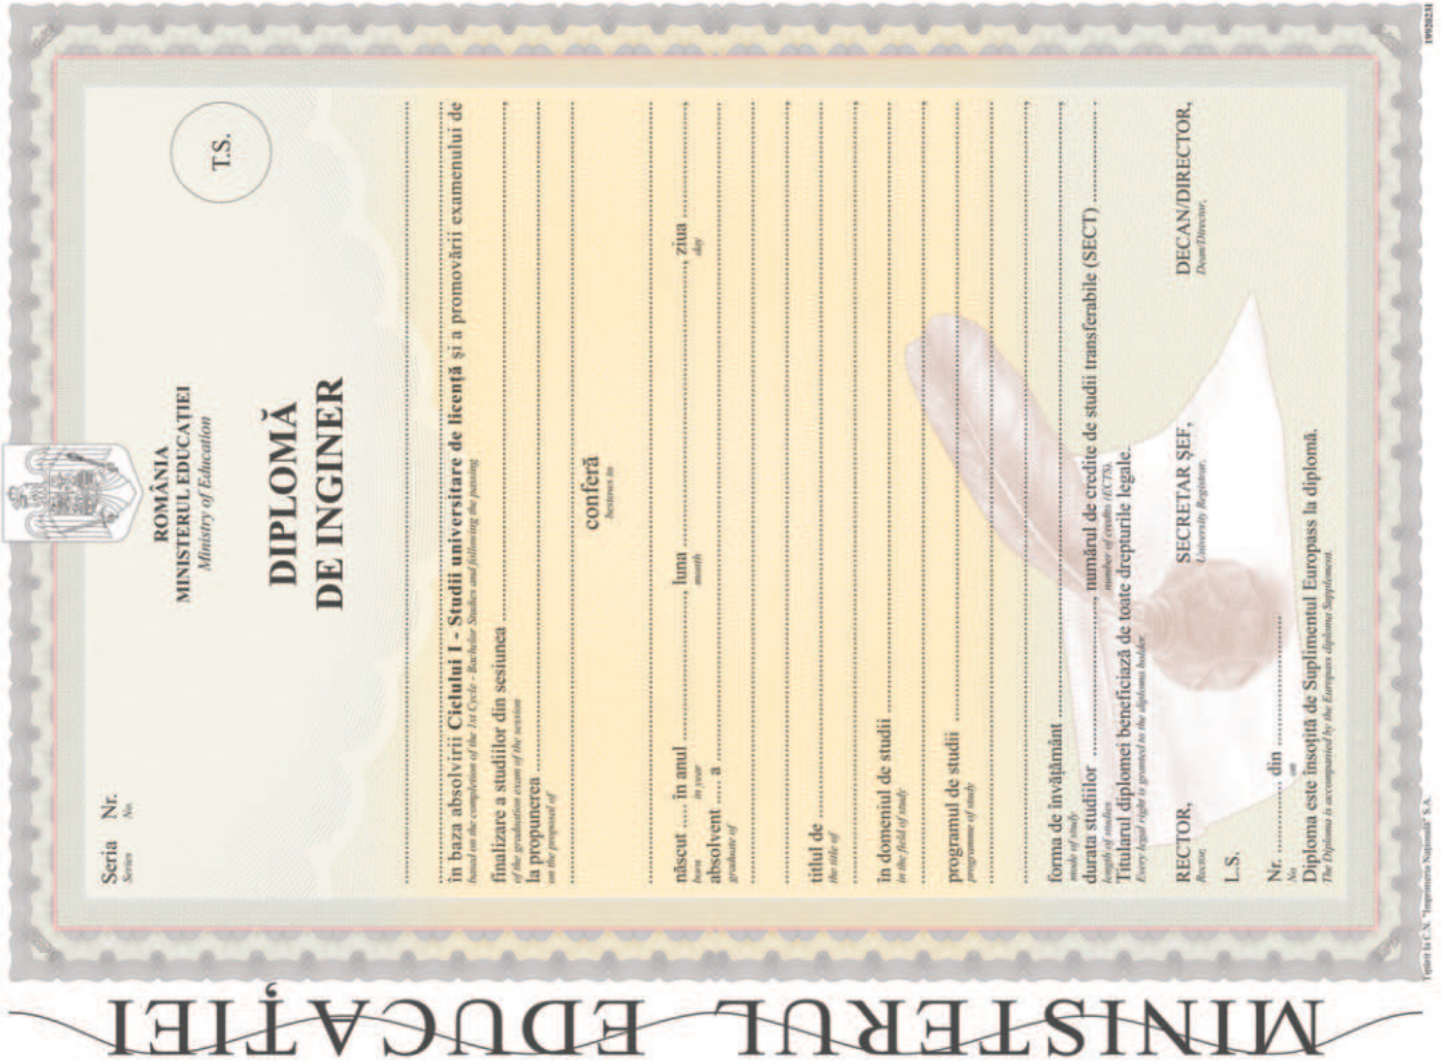 Seria Nr.
Series No.
T.S.
ROMÂNIA
MINISTERUL EDUCAȚIEI
Ministry of Education
DIPLOMĂ
DE INGINER
în baza absolvirii Ciclului I - Studii universitare de licență și a promovării examenului de
based on the completion of the 1st Cycle - Bachelor Studies and following the passing
finalizare a studiilor din sesiunea ........................,
of the graduation exam of the session
la propunerea ........................
on the proposal of
conferă
bestows to
născut ..... în anul ........................, luna ........................, ziua ........................,
born in year month day
absolvent ..... a ........................
graduate of
titlul de ........................
the title of
în domeniul de studii ........................
in the field of study
programul de studii ........................
programme of study
forma de învățământ ........................,
mode of study
durata studiilor ........................, numărul de credite de studii transferabile (SECT) ........................
length of studies number of credits (ECTS).
Titularul diplomei beneficiază de toate drepturile legale.
Every legal right is granted to the diploma holder.
RECTOR, SECRETAR ȘEF, DECAN/DIRECTOR,
Rector, University Registrar, Dean/Director,
L.S.
Nr. ............ din ........................
No on
Diploma este însoțită de Suplimentul Europass la diplomă.
The Diploma is accompanied by the Europass diploma Supplement.
Tipărit la C.N. "Imprimeria Națională" S.A.
MINISTERUL EDUCAȚIEI